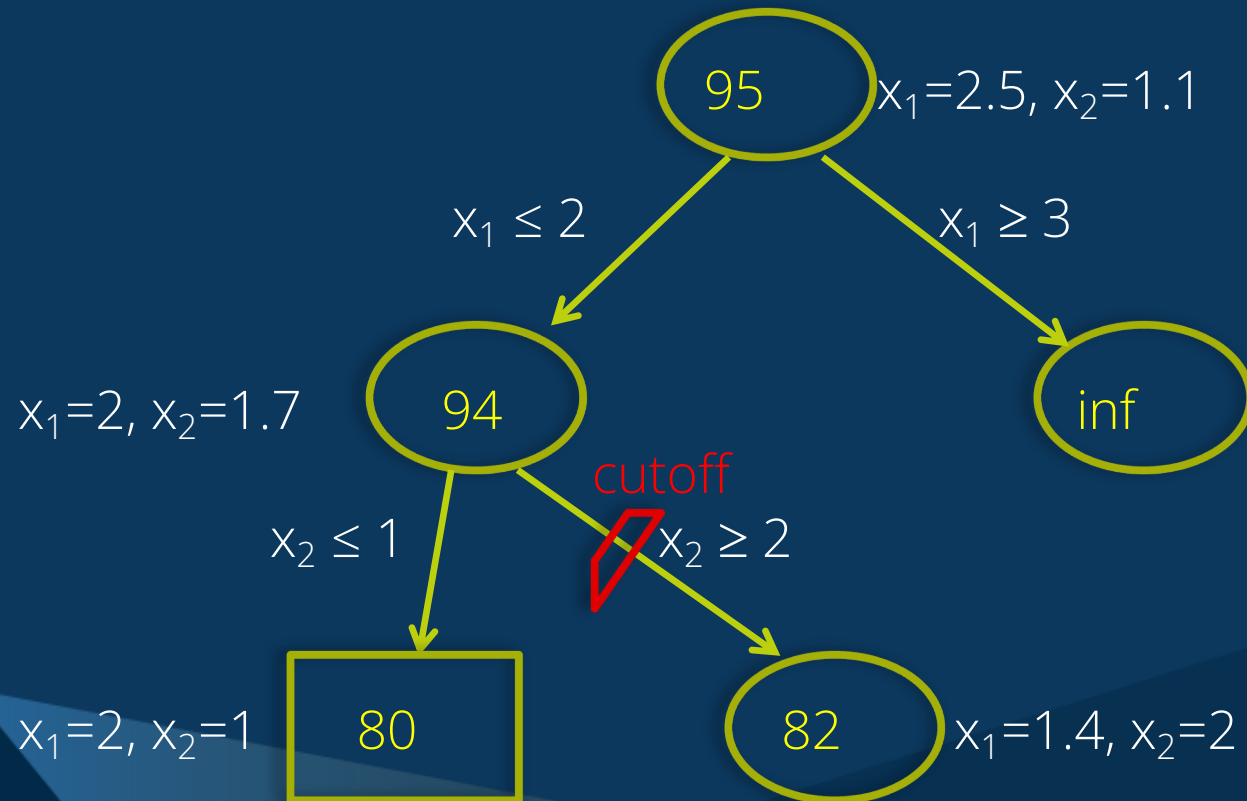 95 x₁=2.5, x₂=1.1
x₁ ≤ 2 x₁ ≥ 3
x₁=2, x₂=1.7 94 inf
cutoff
x₂ ≤ 1 x₂ ≥ 2
x₁=2, x₂=1 80 82 x₁=1.4, x₂=2